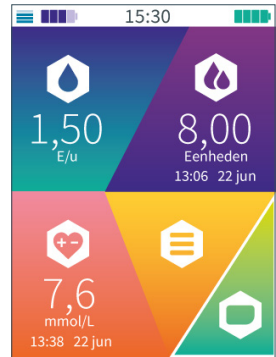 15:30
1,50
E/u
8,00
Eenheden
13:06 22 jun
7,6
mmol/L
13:38 22 jun